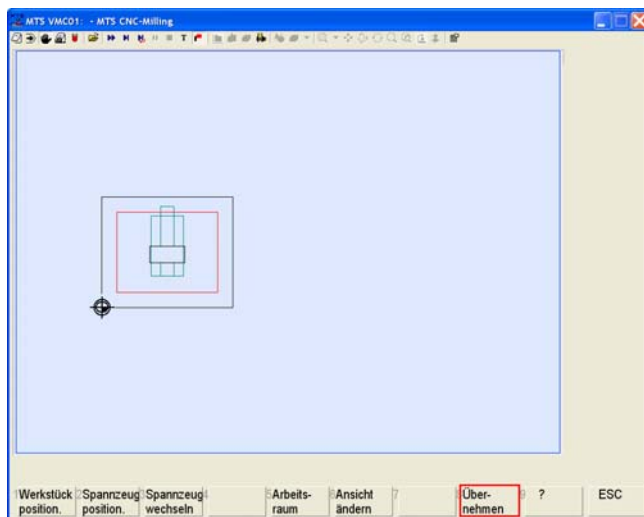 MTS VMC01: - MTS CNC-Milling
T
1 Werkstück position.
2 Spannzeug position.
3 Spannzeug wechseln
4
5 Arbeits- raum
6 Ansicht ändern
7
8 Über- nehmen
9 ?
ESC